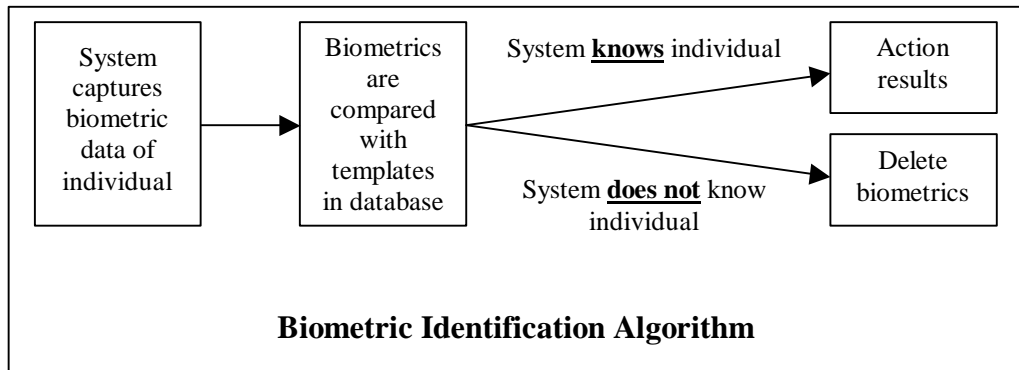 System
captures
biometric
data of
individual
Biometrics
are
compared
with
templates
in database
System knows individual
Action
results
System does not know
individual
Delete
biometrics
Biometric Identification Algorithm